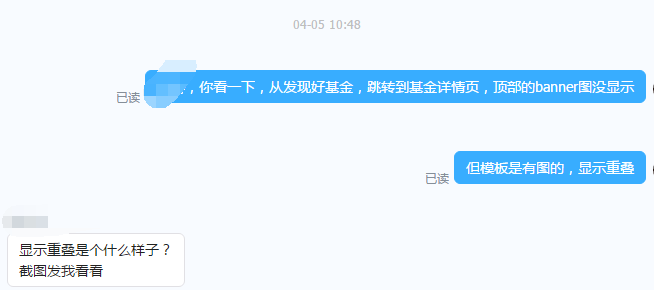 04-05 10:48
，你看一下，从发现好基金，跳转到基金详情页，顶部的banner图没显示
已读
但模板是有图的，显示重叠
已读
显示重叠是个什么样子？
截图发我看看